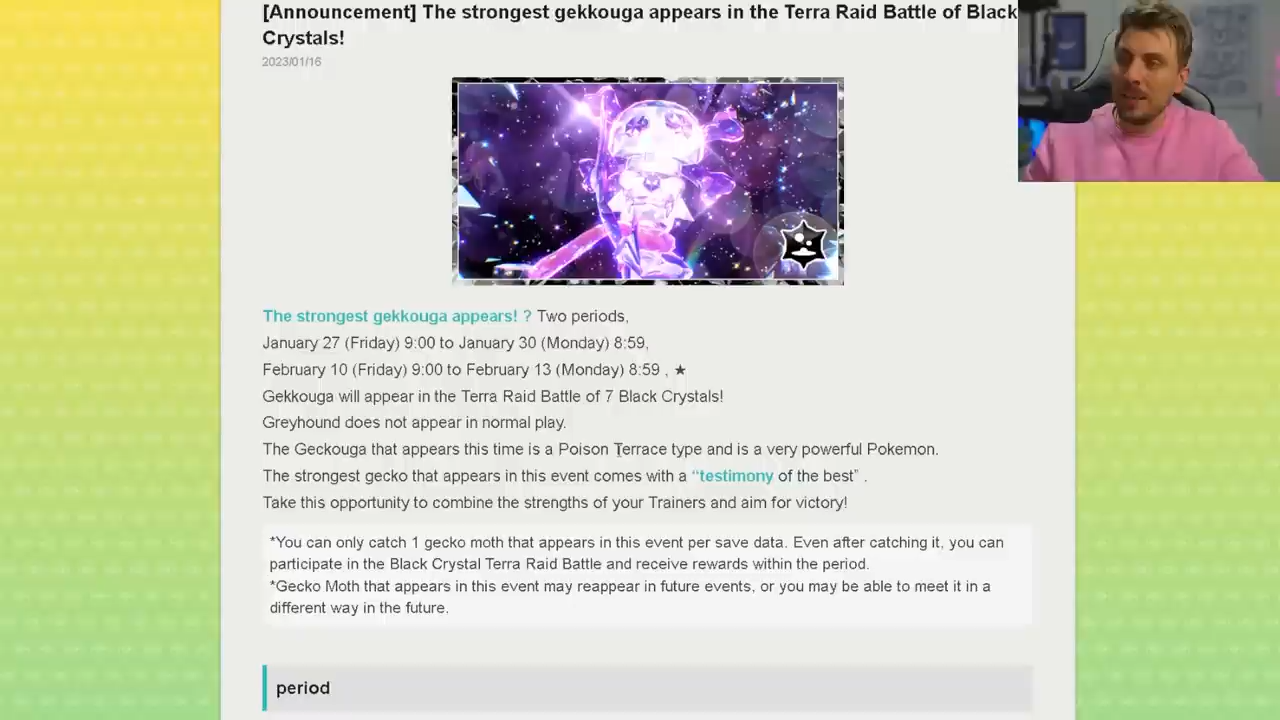 [Announcement] The strongest gekkouga appears in the Terra Raid Battle of Black
Crystals!
2023/01/16
The strongest gekkouga appears! ? Two periods,
January 27 (Friday) 9:00 to January 30 (Monday) 8:59,
February 10 (Friday) 9:00 to February 13 (Monday) 8:59 , ★
Gekkouga will appear in the Terra Raid Battle of 7 Black Crystals!
Greyhound does not appear in normal play.
The Geckouga that appears this time is a Poison Terrace type and is a very powerful Pokemon.
The strongest gecko that appears in this event comes with a “testimony of the best” .
Take this opportunity to combine the strengths of your Trainers and aim for victory!
*You can only catch 1 gecko moth that appears in this event per save data. Even after catching it, you can
participate in the Black Crystal Terra Raid Battle and receive rewards within the period.
*Gecko Moth that appears in this event may reappear in future events, or you may be able to meet it in a
different way in the future.
period